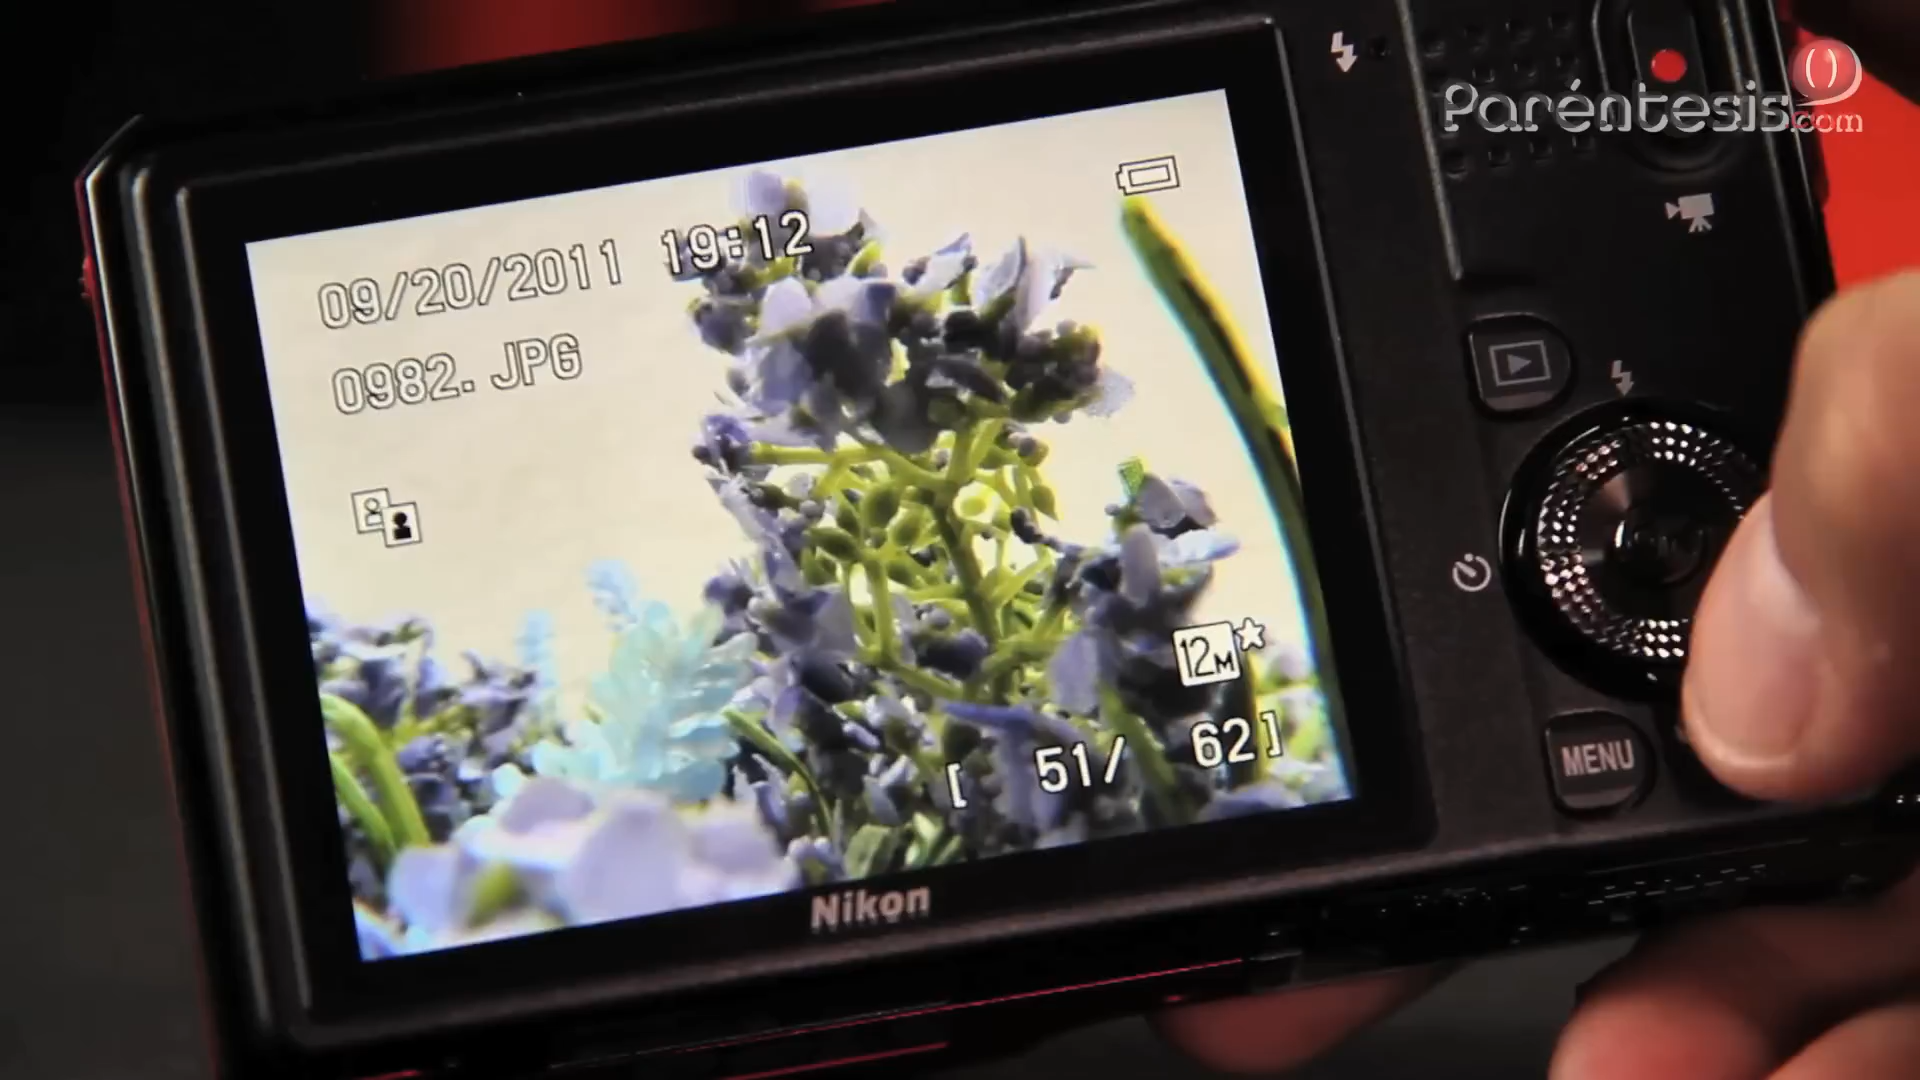 Paréntesis.com
09/20/2011 19:12
0982.JPG
12M
[ 51/ 62]
MENU
Nikon